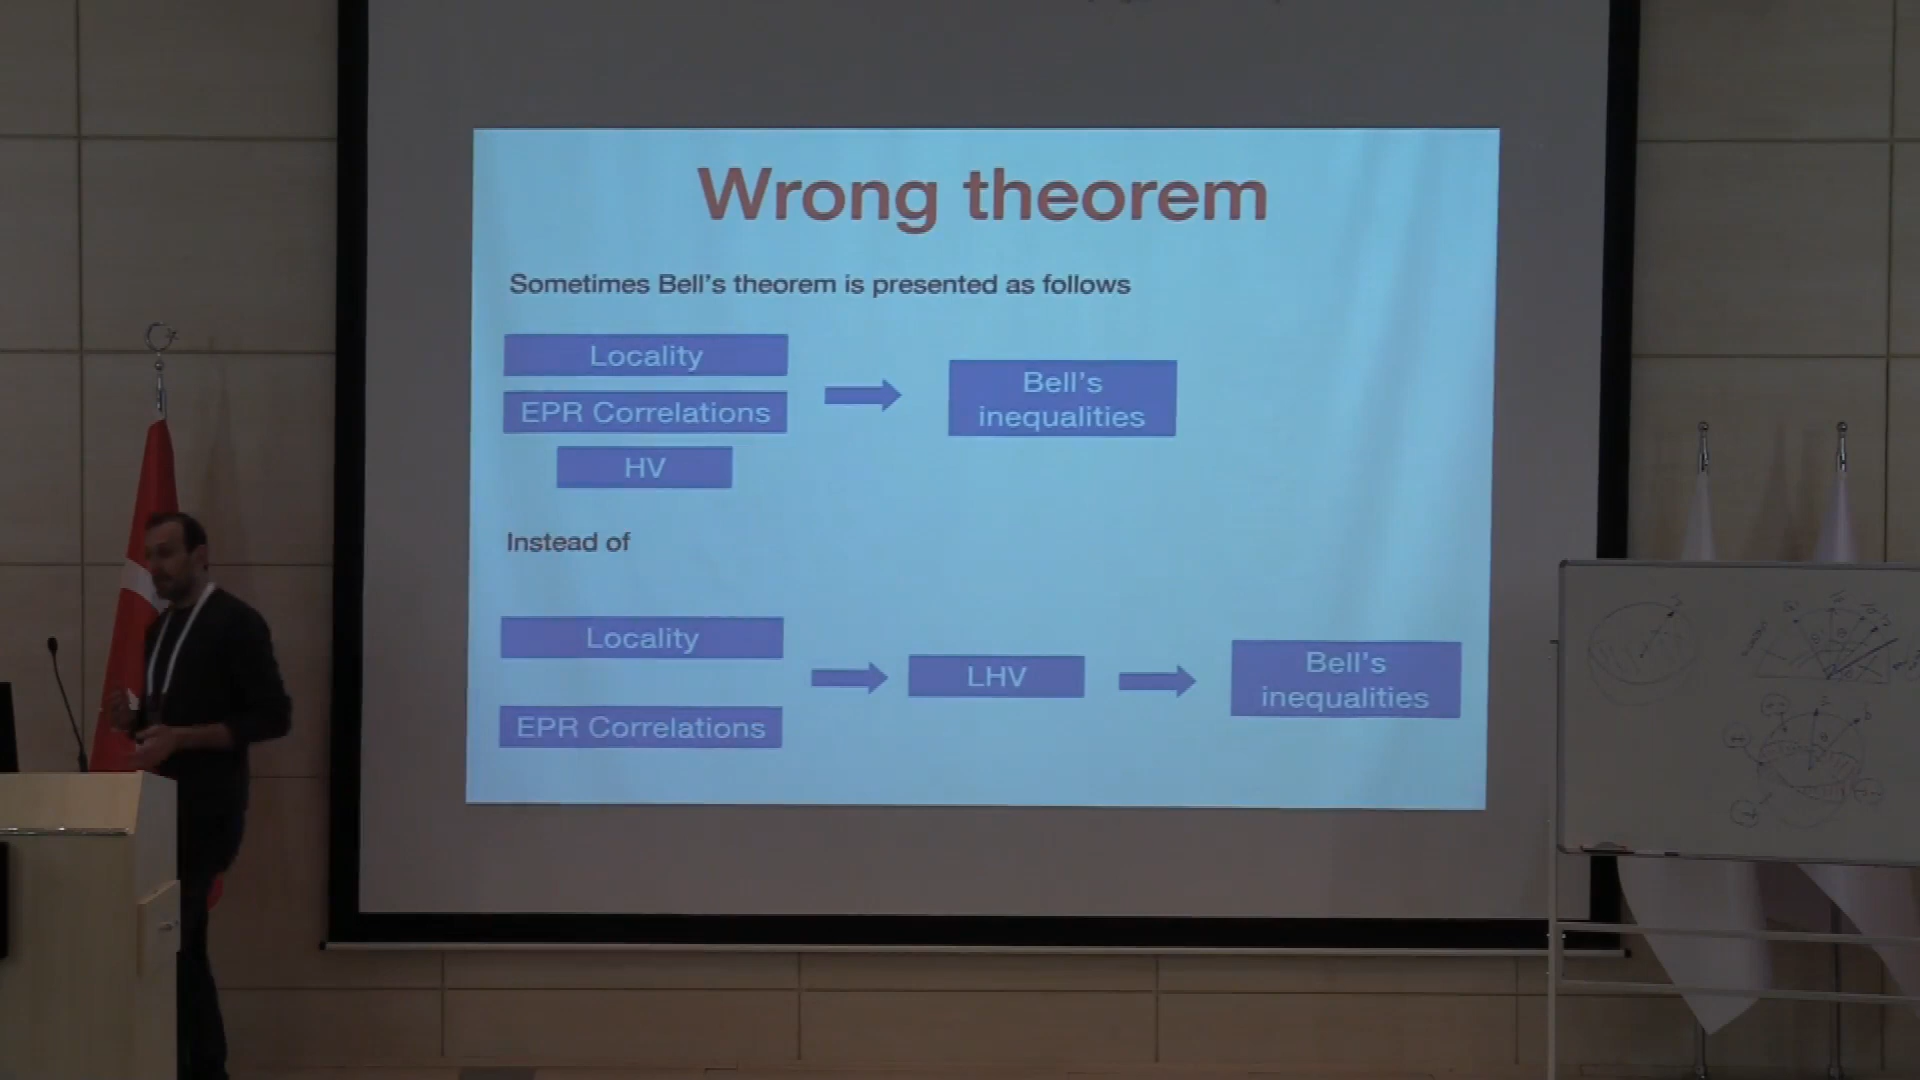 Wrong theorem
Sometimes Bell's theorem is presented as follows
Locality
EPR Correlations
HV
Bell's
inequalities
Instead of
Locality
EPR Correlations
LHV
Bell's
inequalities